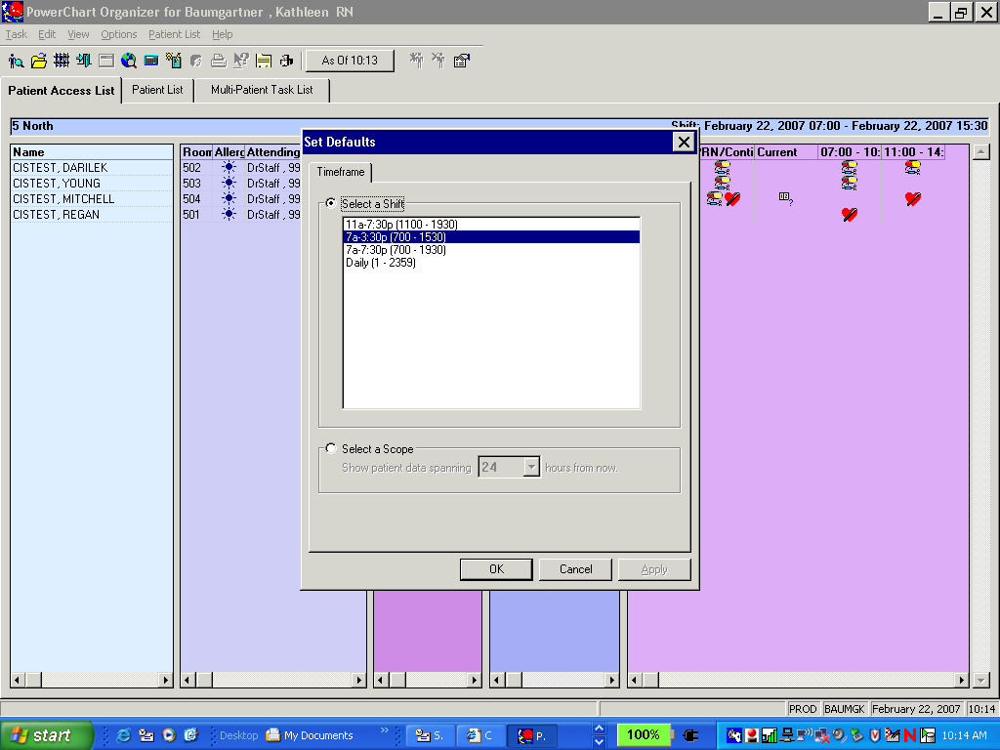 PowerChart Organizer for Baumgartner , Kathleen RN
Task Edit View Options Patient List Help
As Of 10:13
Patient Access List Patient List Multi-Patient Task List
5 North Shift: February 22, 2007 07:00 - February 22, 2007 15:30
Name Room Allerg Attending PRN/Conti Current 07:00 - 10: 11:00 - 14:
CISTEST, DARILEK 502 DrStaff , 99
CISTEST, YOUNG 503 DrStaff , 99
CISTEST, MITCHELL 504 DrStaff , 99
CISTEST, REGAN 501 DrStaff , 99
Set Defaults
Timeframe
Select a Shift
11a-7:30p (1100 - 1930)
7a-3:30p (700 - 1530)
7a-7:30p (700 - 1930)
Daily (1 - 2359)
Select a Scope
Show patient data spanning 24 hours from now.
OK Cancel Apply
PROD BAUMGK February 22, 2007 10:14
start Desktop My Documents » S. C P. 100% 10:14 AM